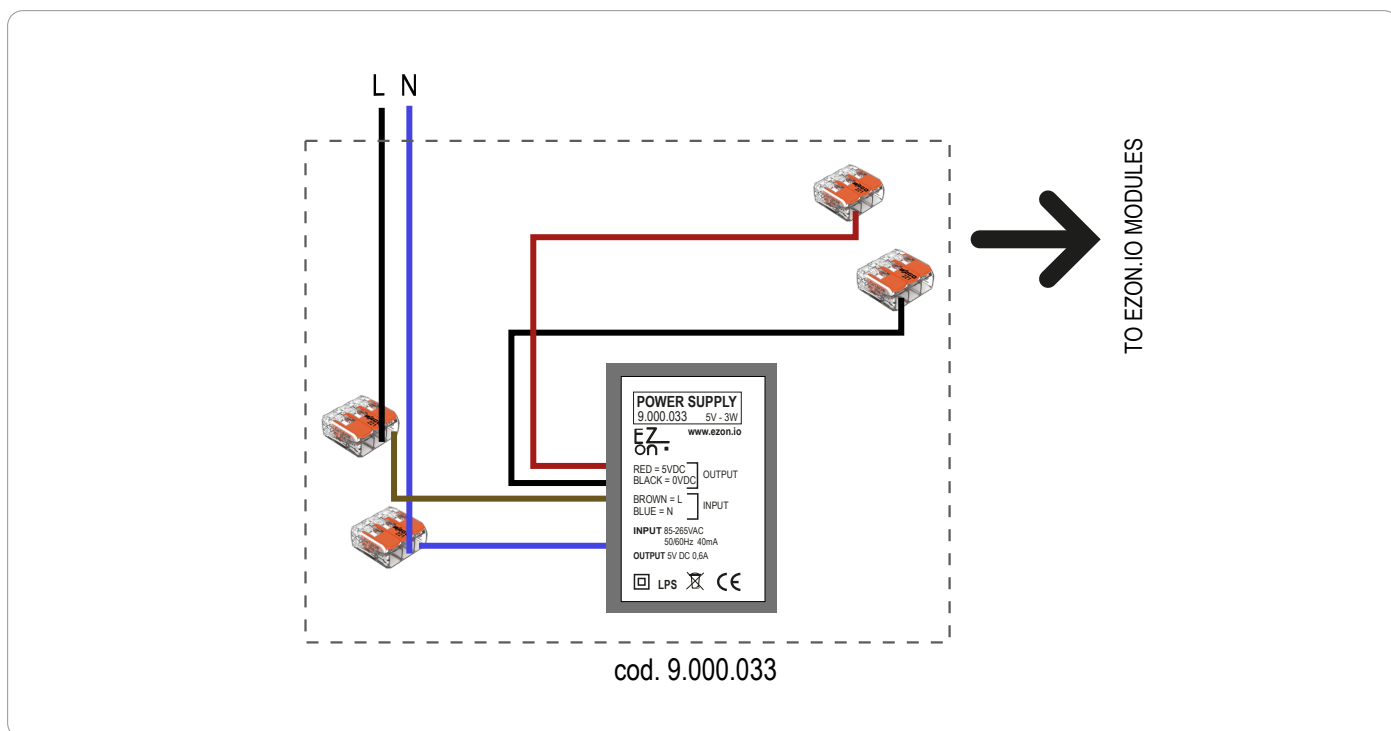 L N
TO EZON.IO MODULES
POWER SUPPLY
9.000.033 5V - 3W
www.ezon.io
EZ
on
RED = 5VDC
BLACK = 0VDC
OUTPUT
BROWN = L
BLUE = N
INPUT
INPUT 85-265VAC
50/60Hz 40mA
OUTPUT 5V DC 0,6A
LPS CE
cod. 9.000.033